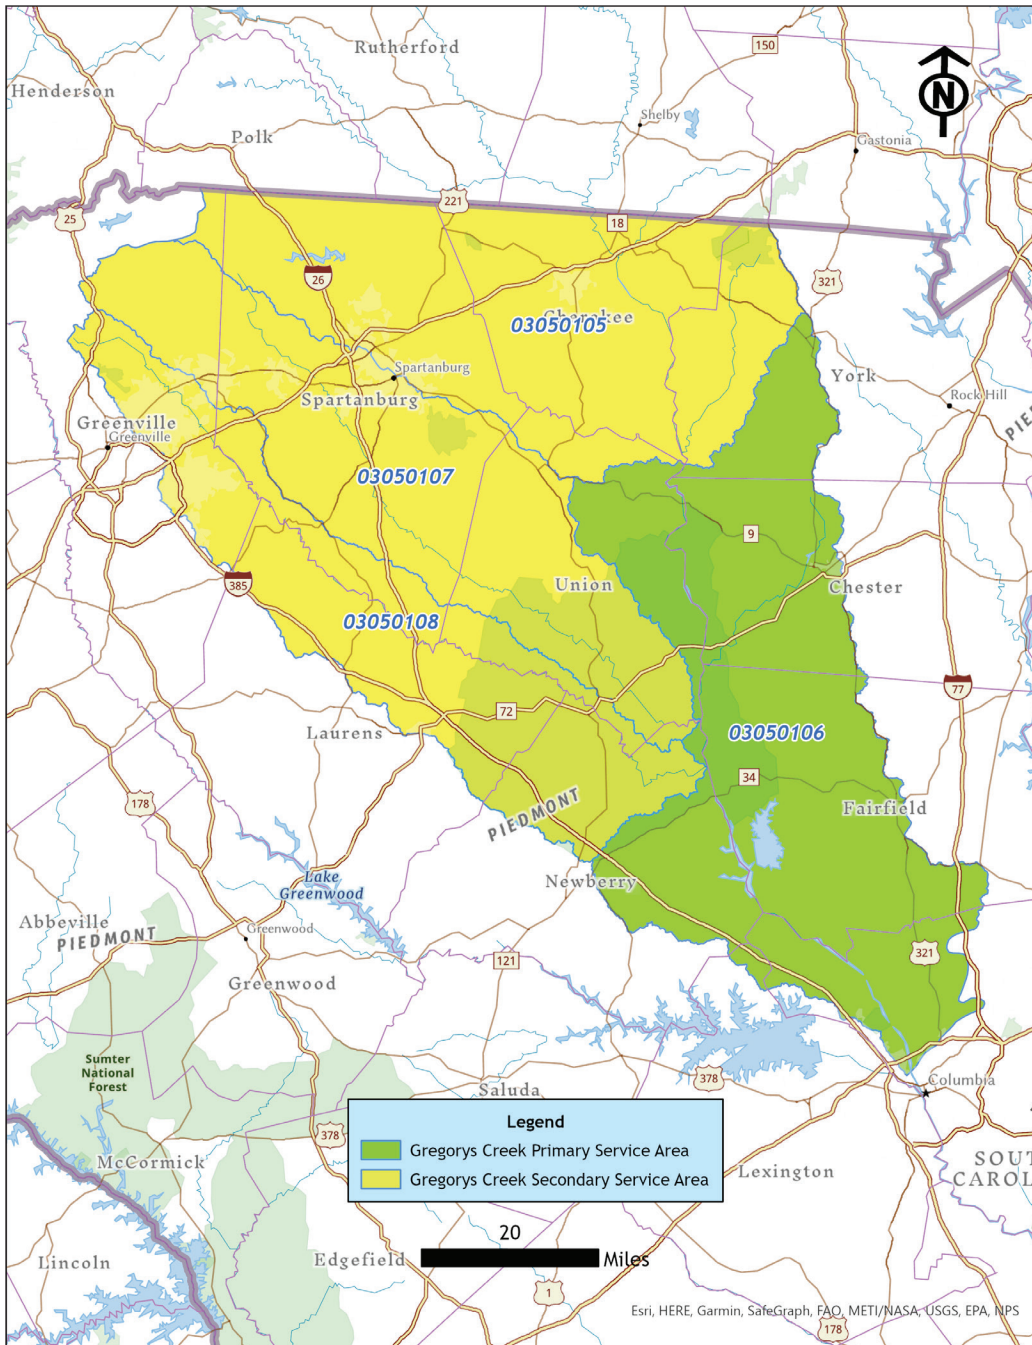 Rutherford
150
Henderson
N
Shelby
Polk
Gastonia
221
25
18
26
321
Cherokee
03050105
Spartanburg
York
Spartanburg
Rock Hill
Greenville
Greenville
03050107
9
385
Union
Chester
03050108
77
72
03050106
Laurens
34
178
PIEDMONT
Fairfield
Lake
Greenwood
Newberry
Abbeville
PIEDMONT
Greenwood
121
321
Greenwood
Sumter
National
Forest
378
Columbia
Saluda
378
Legend
Gregorys Creek Primary Service Area
Gregorys Creek Secondary Service Area
McCormick
Lexington
SOUT
CAROL
20
Miles
Edgefield
Lincoln
1
Esri, HERE, Garmin, SafeGraph, FAO, METI/NASA, USGS, EPA, NPS
178